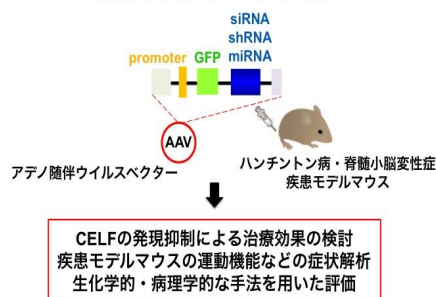 siRNA
shRNA
promoter GFP miRNA
AAV
アデノ随伴ウイルスベクター
ハンチントン病・脊髄小脳変性症
疾患モデルマウス
CELFの発現抑制による治療効果の検討
疾患モデルマウスの運動機能などの症状解析
生化学的・病理学的な手法を用いた評価